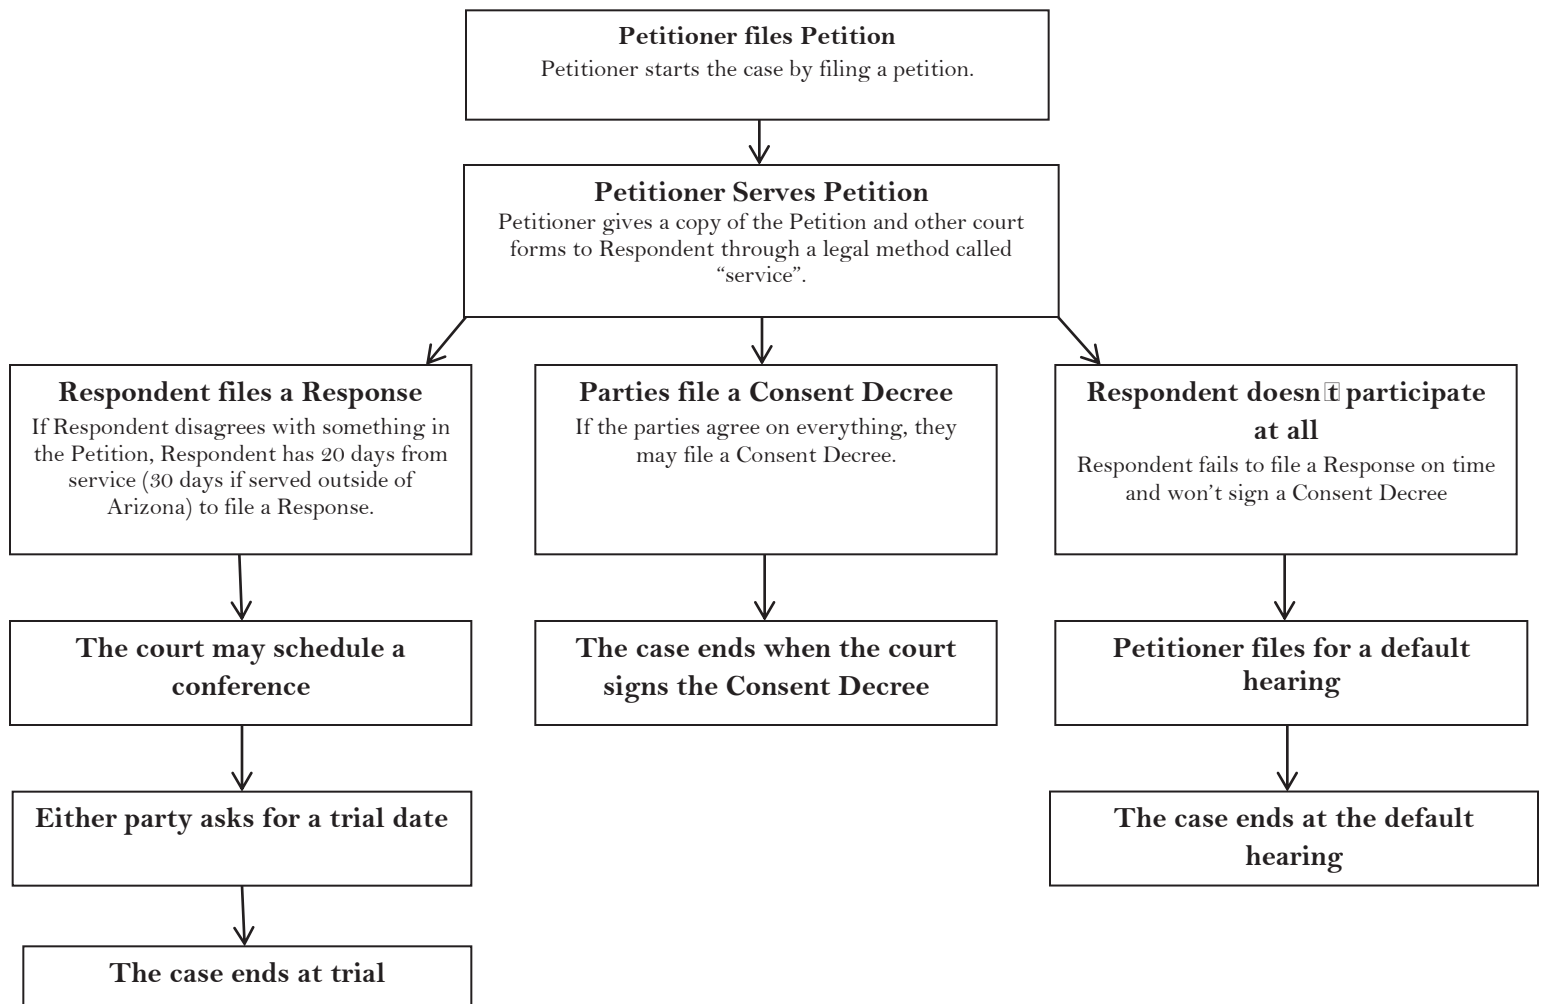 Petitioner files Petition
Petitioner starts the case by filing a petition.
Petitioner Serves Petition
Petitioner gives a copy of the Petition and other court
forms to Respondent through a legal method called
“service”.
Respondent files a Response
If Respondent disagrees with something in
the Petition, Respondent has 20 days from
service (30 days if served outside of
Arizona) to file a Response.
Parties file a Consent Decree
If the parties agree on everything, they
may file a Consent Decree.
Respondent doesn t participate
at all
Respondent fails to file a Response on time
and won’t sign a Consent Decree
The court may schedule a
conference
The case ends when the court
signs the Consent Decree
Petitioner files for a default
hearing
Either party asks for a trial date
The case ends at the default
hearing
The case ends at trial